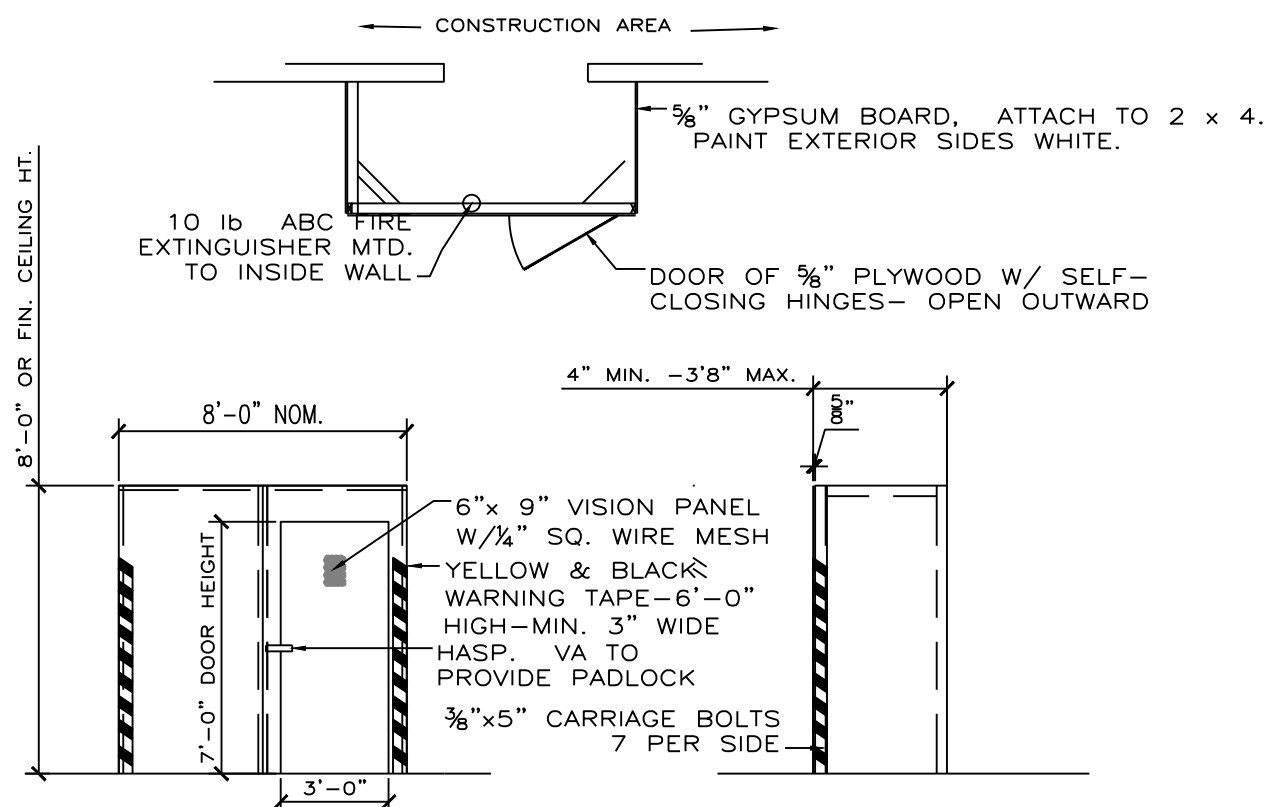 CONSTRUCTION AREA
⅝" GYPSUM BOARD, ATTACH TO 2 x 4.
PAINT EXTERIOR SIDES WHITE.
10 lb ABC FIRE
EXTINGUISHER MTD.
TO INSIDE WALL
DOOR OF ⅝" PLYWOOD W/ SELF-
CLOSING HINGES- OPEN OUTWARD
8'-0" OR FIN. CEILING HT.
4" MIN. -3'8" MAX.
⅝"
8'-0" NOM.
6"x 9" VISION PANEL
W/¼" SQ. WIRE MESH
YELLOW & BLACK
WARNING TAPE-6'-0"
HIGH-MIN. 3" WIDE
HASP. VA TO
PROVIDE PADLOCK
7'-0" DOOR HEIGHT
⅜"x5" CARRIAGE BOLTS
7 PER SIDE
3'-0"